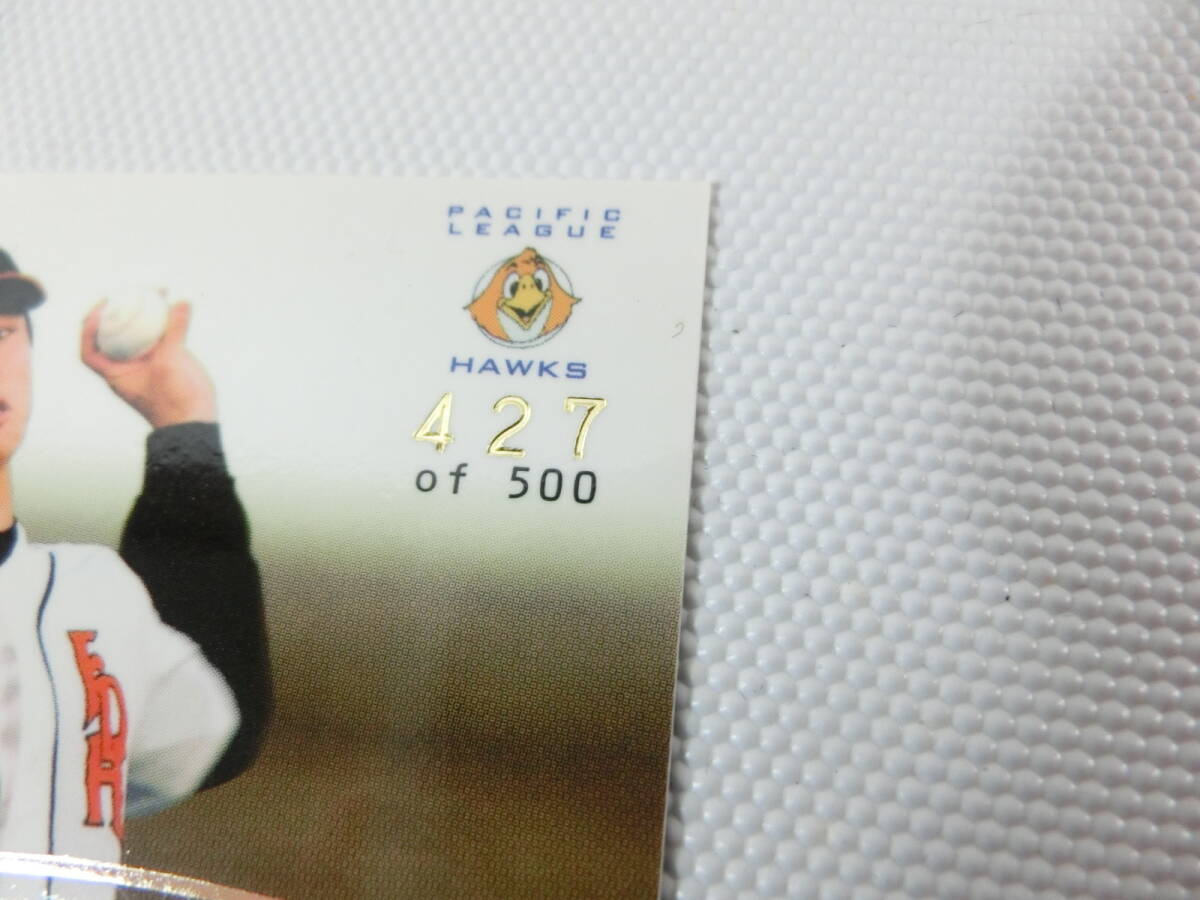 PACIFIC
LEAGUE
HAWKS
427
of 500